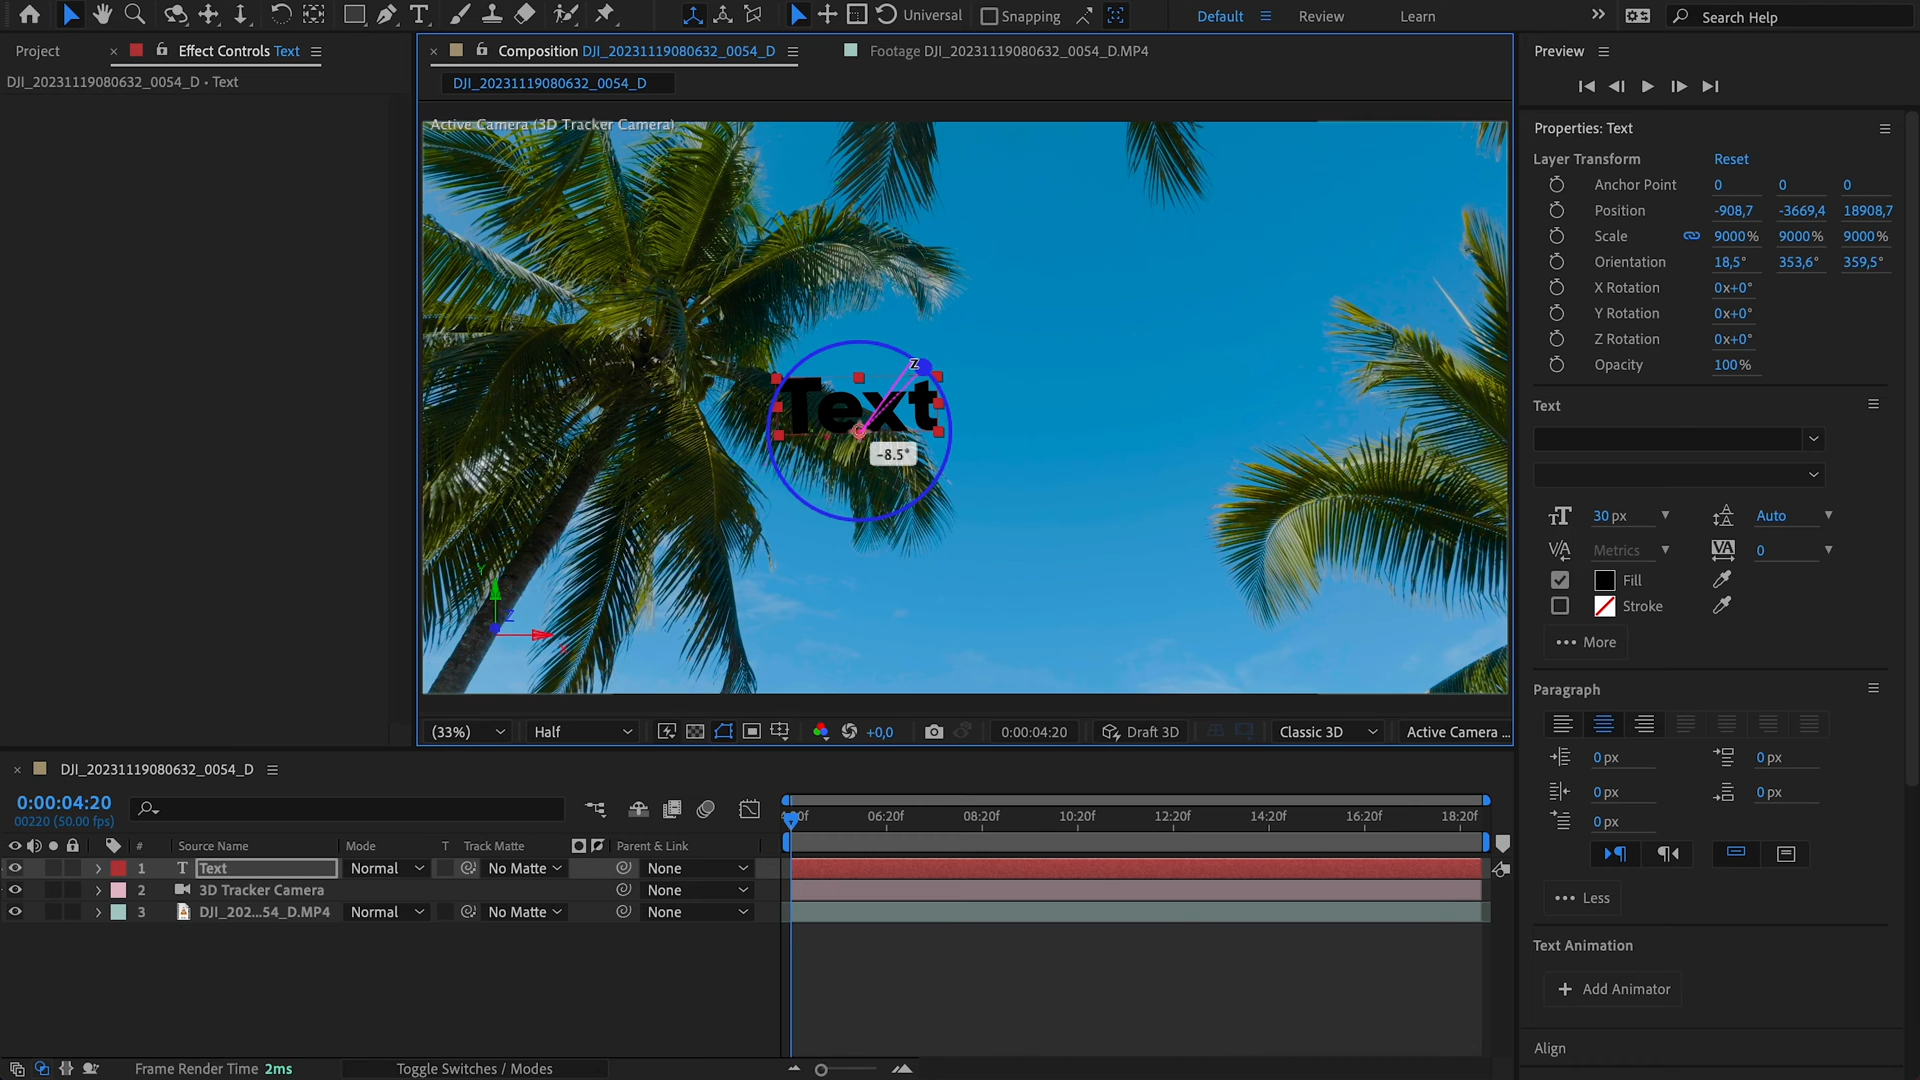 Universal
Snapping
Default
Review
Learn
Search Help
Project
Effect Controls Text
DJI_20231119080632_0054_D • Text
Composition DJI_20231119080632_0054_D
Footage DJI_20231119080632_0054_D.MP4
DJI_20231119080632_0054_D
Active Camera (3D Tracker Camera)
Z
Text
-8.5°
Y
Z
X
(33%)
Half
+0,0
0:00:04:20
Draft 3D
Classic 3D
Active Camera ...
Preview
Properties: Text
Layer Transform Reset
Anchor Point 0 0 0
Position -908,7 -3669,4 18908,7
Scale 9000% 9000% 9000%
Orientation 18,5° 353,6° 359,5°
X Rotation 0x+0°
Y Rotation 0x+0°
Z Rotation 0x+0°
Opacity 100%
Text
30 px Auto
Metrics 0
Fill
Stroke
More
Paragraph
0 px 0 px
0 px 0 px
0 px
Less
Text Animation
Add Animator
Align
DJI_20231119080632_0054_D
0:00:04:20
00220 (50,00 fps)
06:20f 08:20f 10:20f 12:20f 14:20f 16:20f 18:20f
# Source Name Mode T Track Matte Parent & Link
1 T Text Normal No Matte None
2 3D Tracker Camera None
3 DJI_202...54_D.MP4 Normal No Matte None
Frame Render Time 2ms
Toggle Switches / Modes